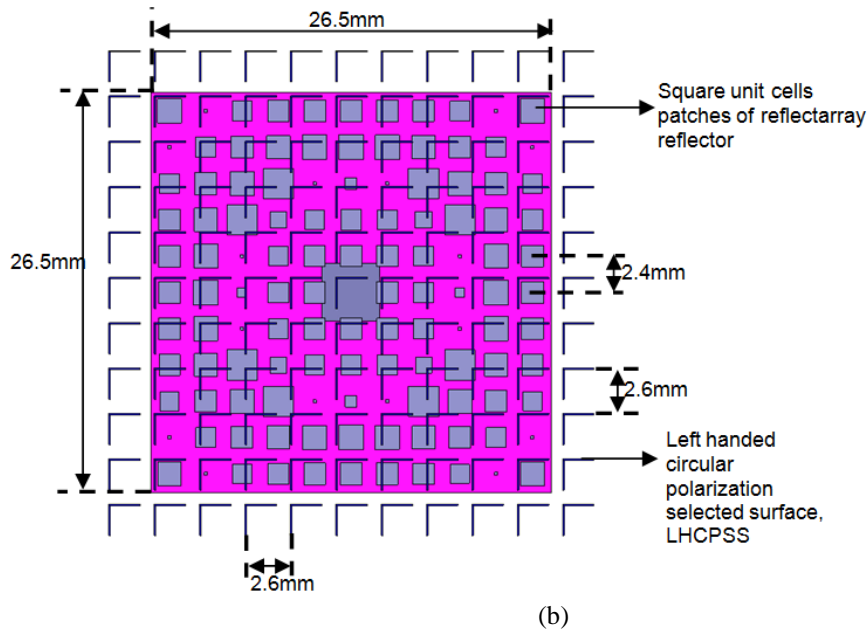 26.5mm
Square unit cells
patches of reflectarray
reflector
26.5mm
2.4mm
2.6mm
Left handed
circular
polarization
selected surface,
LHCPSS
2.6mm
(b)